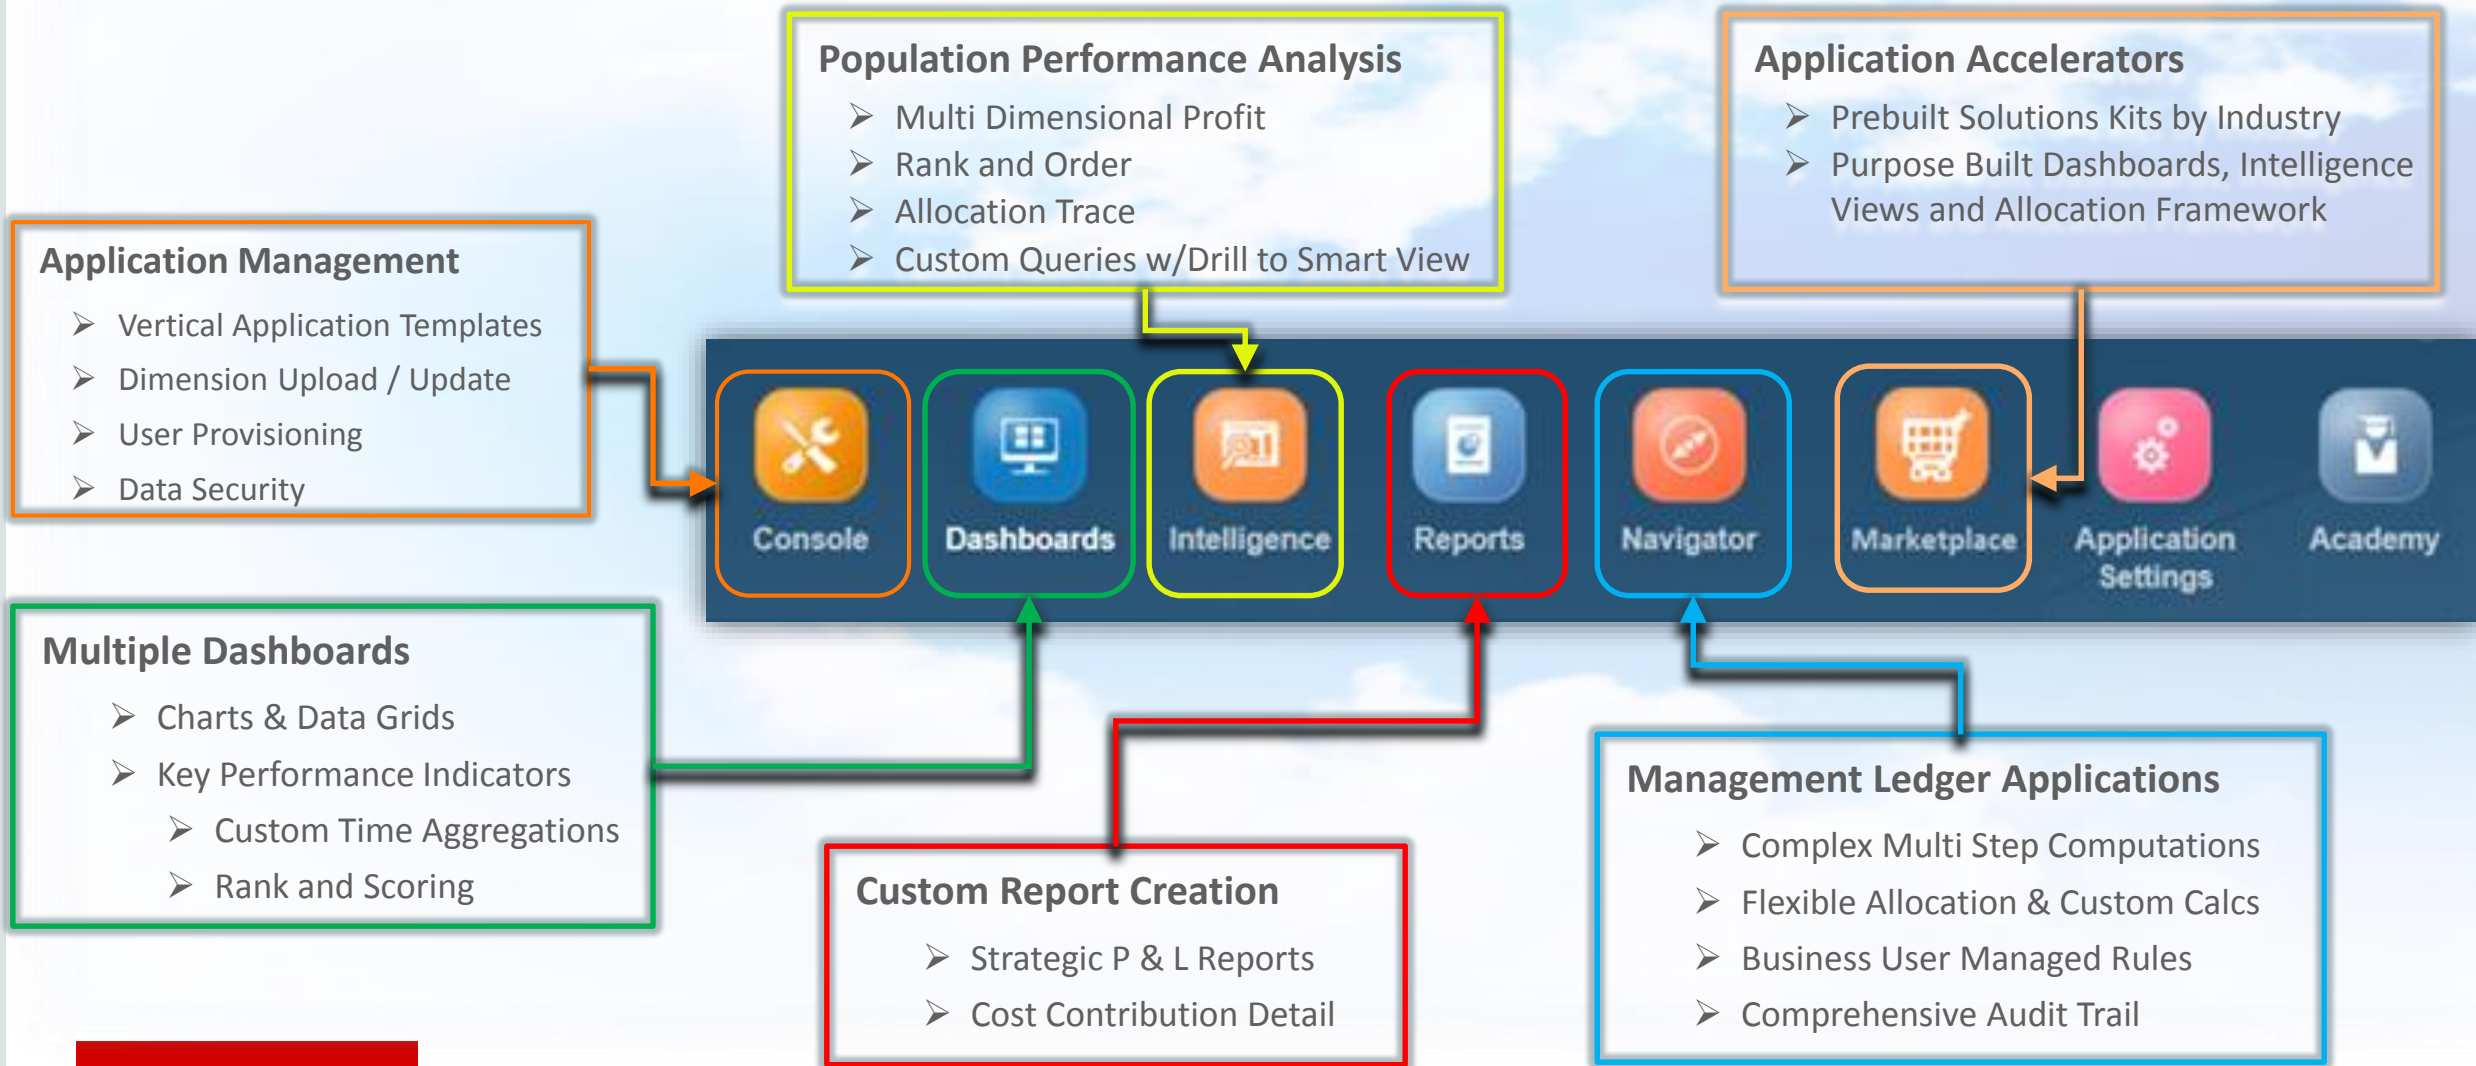 Population Performance Analysis
➢ Multi Dimensional Profit
➢ Rank and Order
➢ Allocation Trace
➢ Custom Queries w/Drill to Smart View
Application Accelerators
➢ Prebuilt Solutions Kits by Industry
➢ Purpose Built Dashboards, Intelligence
Views and Allocation Framework
Application Management
➢ Vertical Application Templates
➢ Dimension Upload / Update
➢ User Provisioning
➢ Data Security
Console
Dashboards
Intelligence
Reports
Navigator
Marketplace
Application
Settings
Academy
Multiple Dashboards
➢ Charts & Data Grids
➢ Key Performance Indicators
➢ Custom Time Aggregations
➢ Rank and Scoring
Custom Report Creation
➢ Strategic P & L Reports
➢ Cost Contribution Detail
Management Ledger Applications
➢ Complex Multi Step Computations
➢ Flexible Allocation & Custom Calcs
➢ Business User Managed Rules
➢ Comprehensive Audit Trail